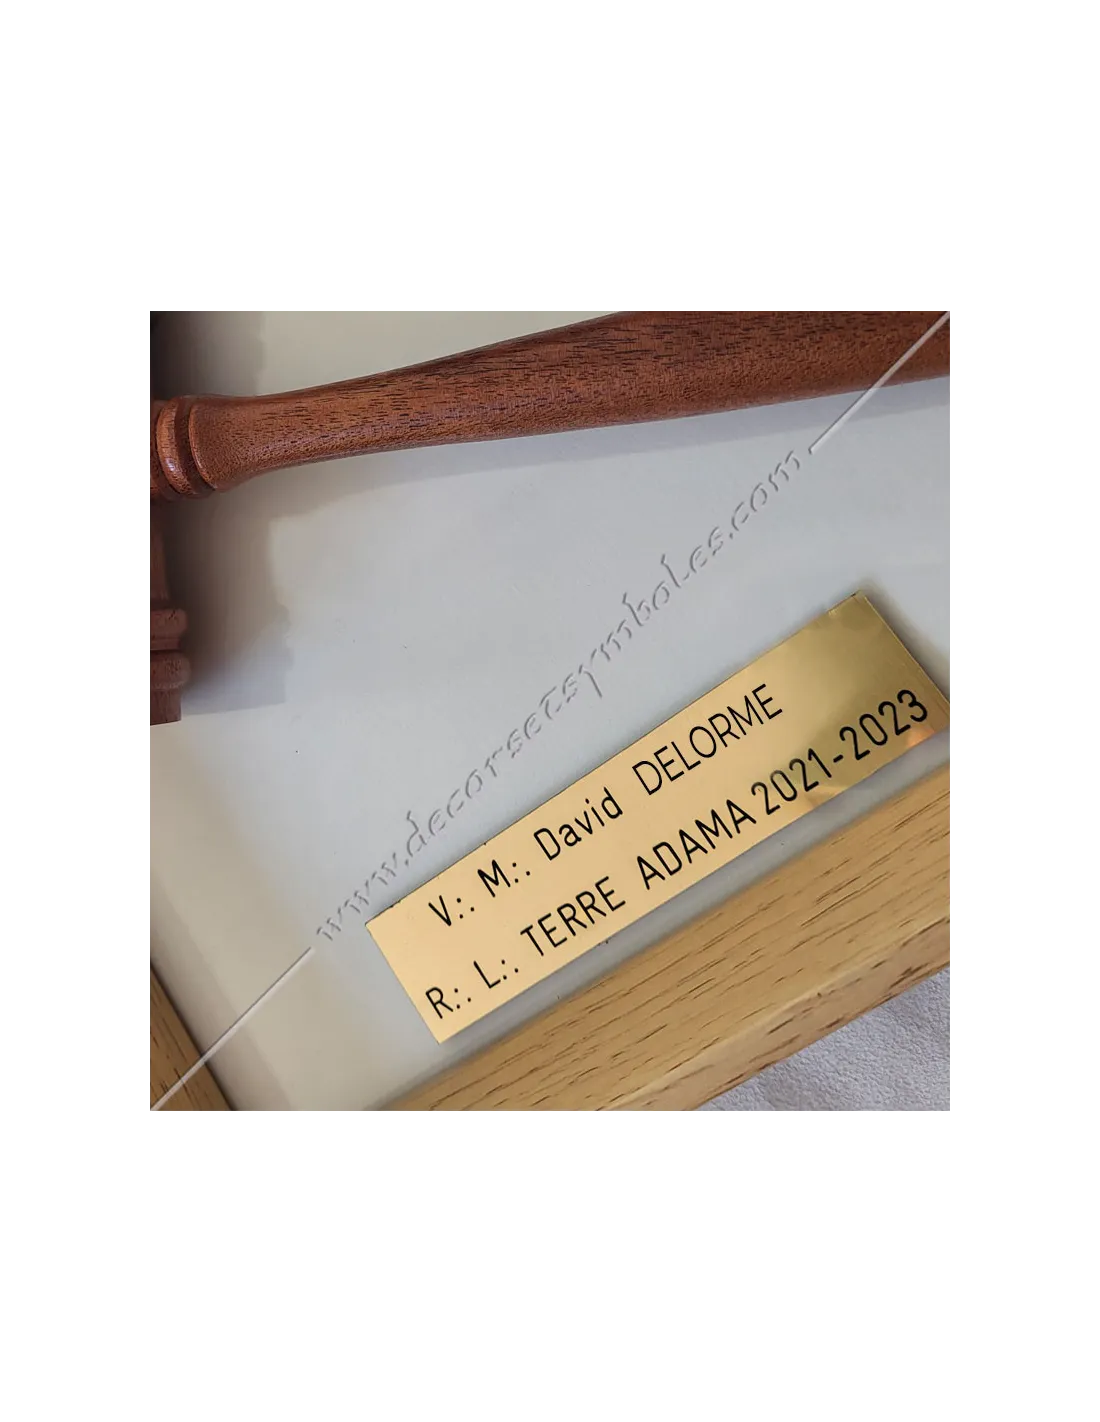 www.decorsetsymboles.com
V∴ M∴ David DELORME
R∴ L∴ TERRE ADAMA 2021-2023